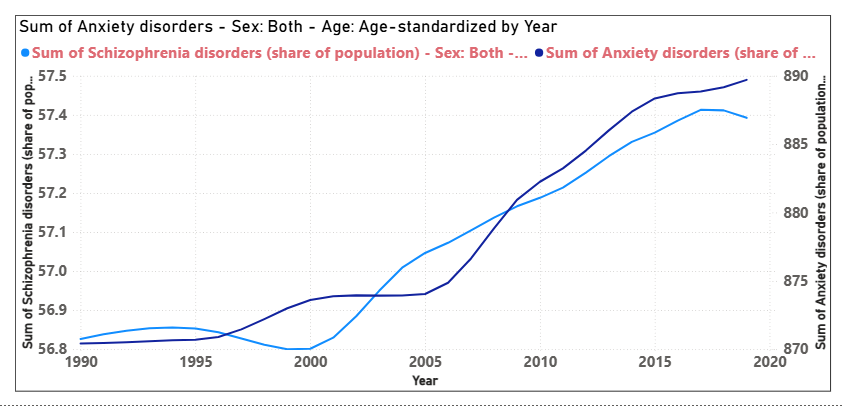 Sum of Anxiety disorders - Sex: Both - Age: Age-standardized by Year
Sum of Schizophrenia disorders (share of population) - Sex: Both -... Sum of Anxiety disorders (share of ...
57.5
57.4
57.3
57.2
57.1
57.0
56.9
56.8
Sum of Schizophrenia disorders (share of pop...
890
885
880
875
870
Sum of Anxiety disorders (share of population...
1990 1995 2000 2005 2010 2015 2020
Year